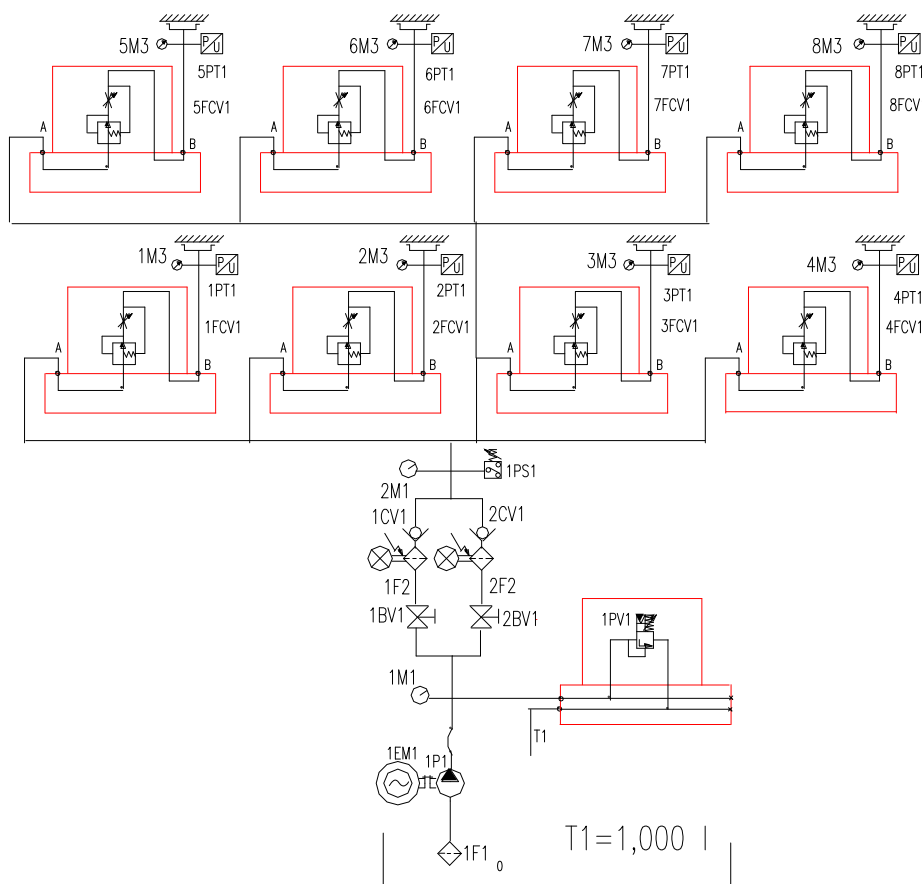 5M3 P/U 6M3 P/U 7M3 P/U 8M3 P/U
5PT1 6PT1 7PT1 8PT1
5FCV1 6FCV1 7FCV1 8FCV
A B A B A B A B
1M3 P/U 2M3 P/U 3M3 P/U 4M3 P/U
1PT1 2PT1 3PT1 4PT1
1FCV1 2FCV1 3FCV1 4FCV1
A B A B A B A B
1PS1
2M1
1CV1 2CV1
1F2 2F2
1BV1 2BV1
1PV1
1M1
T1
1EM1 1P1
T1=1,000 l
1F1 0